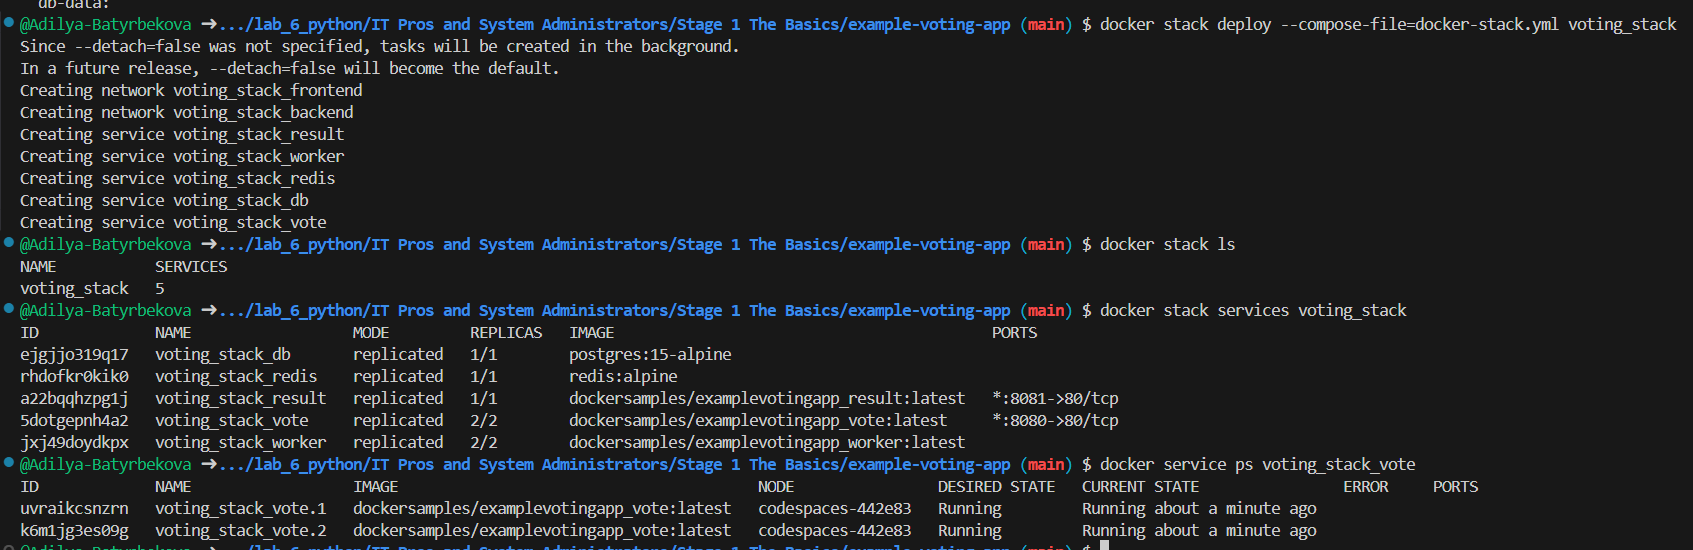 db-data:
@Adilya-Batyrbekova ➜.../lab_6_python/IT Pros and System Administrators/Stage 1 The Basics/example-voting-app (main) $ docker stack deploy --compose-file=docker-stack.yml voting_stack
Since --detach=false was not specified, tasks will be created in the background.
In a future release, --detach=false will become the default.
Creating network voting_stack_frontend
Creating network voting_stack_backend
Creating service voting_stack_result
Creating service voting_stack_worker
Creating service voting_stack_redis
Creating service voting_stack_db
Creating service voting_stack_vote
@Adilya-Batyrbekova ➜.../lab_6_python/IT Pros and System Administrators/Stage 1 The Basics/example-voting-app (main) $ docker stack ls
NAME SERVICES
voting_stack 5
@Adilya-Batyrbekova ➜.../lab_6_python/IT Pros and System Administrators/Stage 1 The Basics/example-voting-app (main) $ docker stack services voting_stack
ID NAME MODE REPLICAS IMAGE PORTS
ejgjjo319q17 voting_stack_db replicated 1/1 postgres:15-alpine
rhdofkr0kik0 voting_stack_redis replicated 1/1 redis:alpine
a22bqqhzpg1j voting_stack_result replicated 1/1 dockersamples/examplevotingapp_result:latest *:8081->80/tcp
5dotgepnh4a2 voting_stack_vote replicated 2/2 dockersamples/examplevotingapp_vote:latest *:8080->80/tcp
jxj49doydkpx voting_stack_worker replicated 2/2 dockersamples/examplevotingapp_worker:latest
@Adilya-Batyrbekova ➜.../lab_6_python/IT Pros and System Administrators/Stage 1 The Basics/example-voting-app (main) $ docker service ps voting_stack_vote
ID NAME IMAGE NODE DESIRED STATE CURRENT STATE ERROR PORTS
uvraikcsnzrn voting_stack_vote.1 dockersamples/examplevotingapp_vote:latest codespaces-442e83 Running Running about a minute ago
k6m1jg3es09g voting_stack_vote.2 dockersamples/examplevotingapp_vote:latest codespaces-442e83 Running Running about a minute ago
@Adilya-Batyrbekova ➜.../lab_6_python/IT Pros and System Administrators/Stage 1 The Basics/example-voting-app (main) $